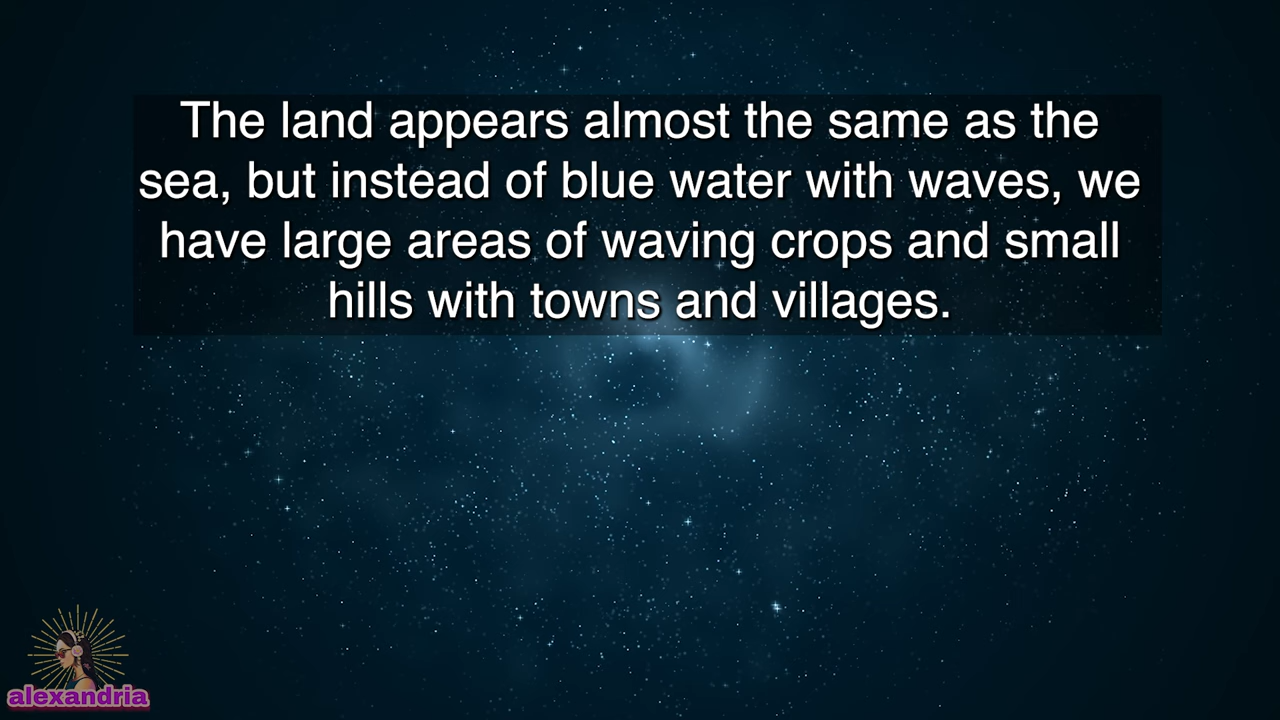 The land appears almost the same as the
sea, but instead of blue water with waves, we
have large areas of waving crops and small
hills with towns and villages.
alexandria